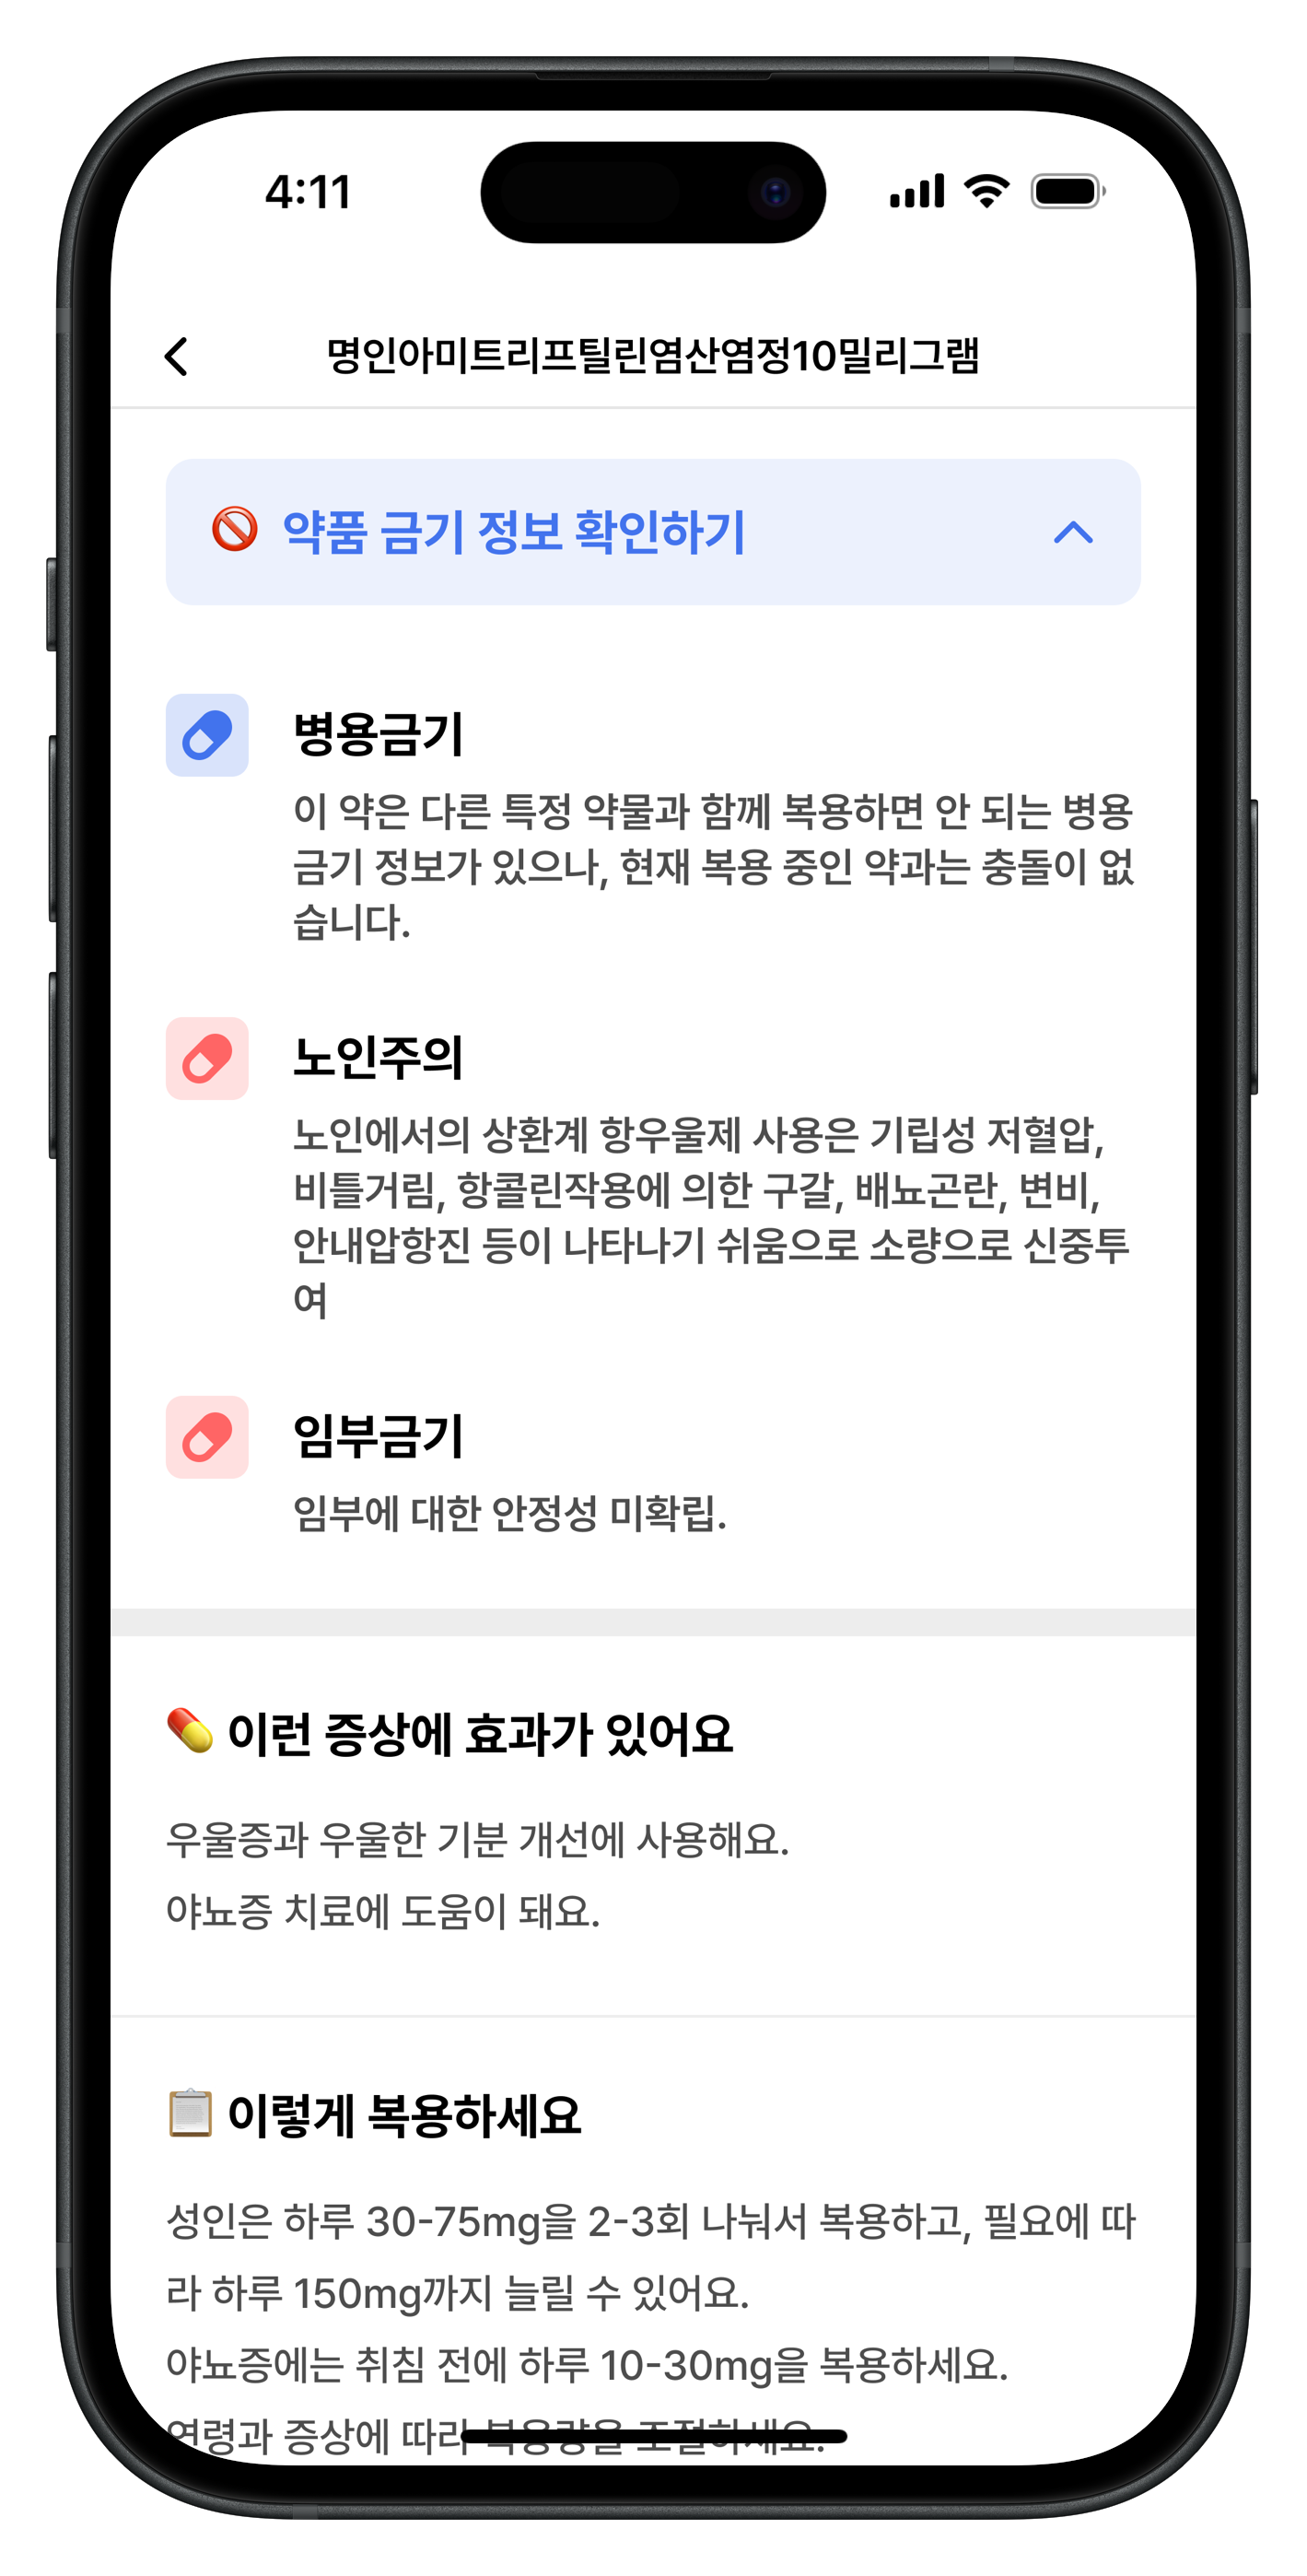 4:11
명인아미트리프틸린염산염정10밀리그램
약품 금기 정보 확인하기
병용금기
이 약은 다른 특정 약물과 함께 복용하면 안 되는 병용
금기 정보가 있으나, 현재 복용 중인 약과는 충돌이 없
습니다.
노인주의
노인에서의 상환계 항우울제 사용은 기립성 저혈압,
비틀거림, 항콜린작용에 의한 구갈, 배뇨곤란, 변비,
안내압항진 등이 나타나기 쉬움으로 소량으로 신중투
여
임부금기
임부에 대한 안정성 미확립.
이런 증상에 효과가 있어요
우울증과 우울한 기분 개선에 사용해요.
야뇨증 치료에 도움이 돼요.
이렇게 복용하세요
성인은 하루 30-75mg을 2-3회 나눠서 복용하고, 필요에 따
라 하루 150mg까지 늘릴 수 있어요.
야뇨증에는 취침 전에 하루 10-30mg을 복용하세요.
연령과 증상에 따라 복용량을 조절하세요.